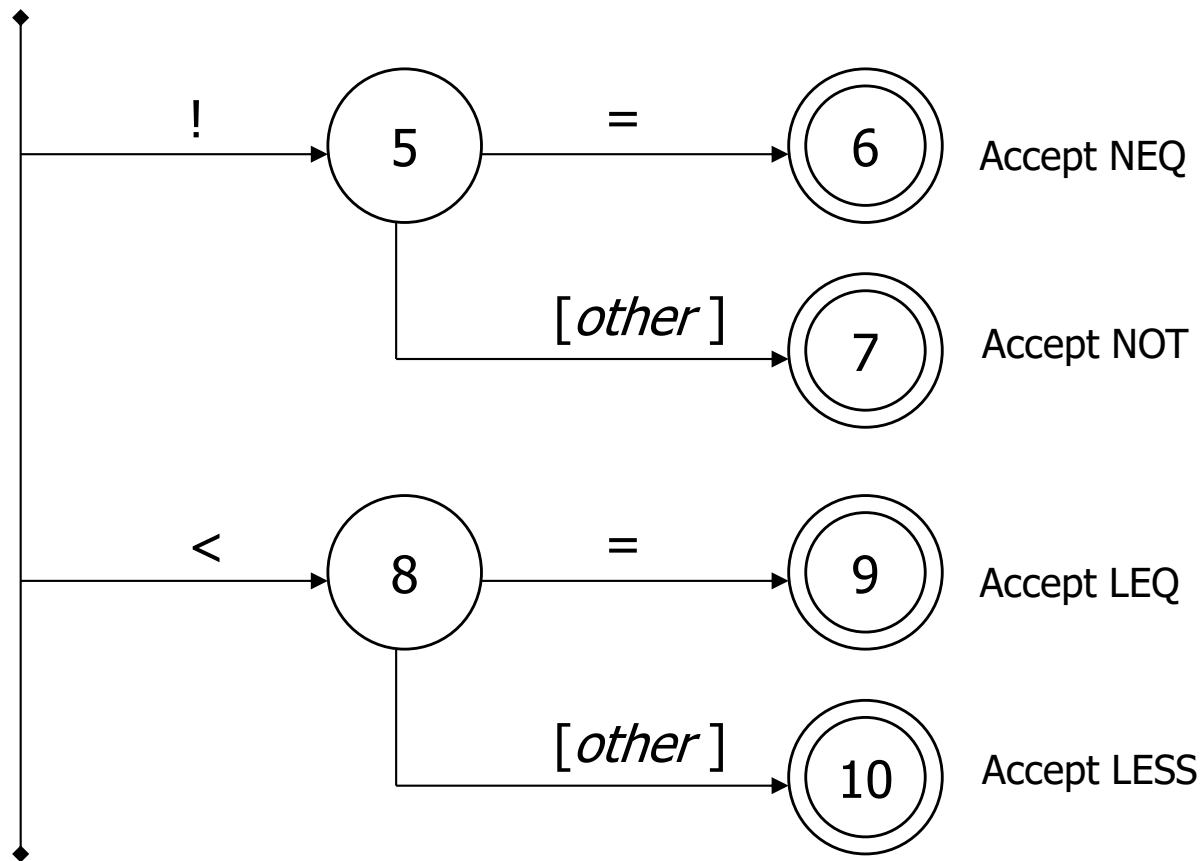 ! 5 = 6 Accept NEQ
[other ] 7 Accept NOT
< 8 = 9 Accept LEQ
[other ] 10 Accept LESS